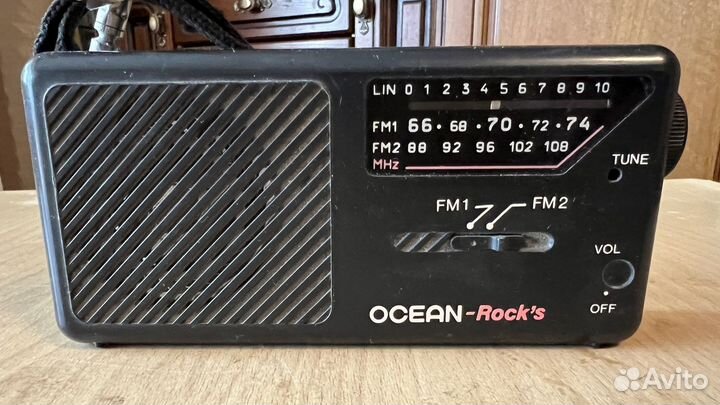 LIN 0 1 2 3 4 5 6 7 8 9 10
FM1 66 • 68 • 70 • 72 • 74
FM2 88 92 96 102 108
MHz
TUNE
FM1 FM2
VOL
OFF
OCEAN-Rock's
Avito